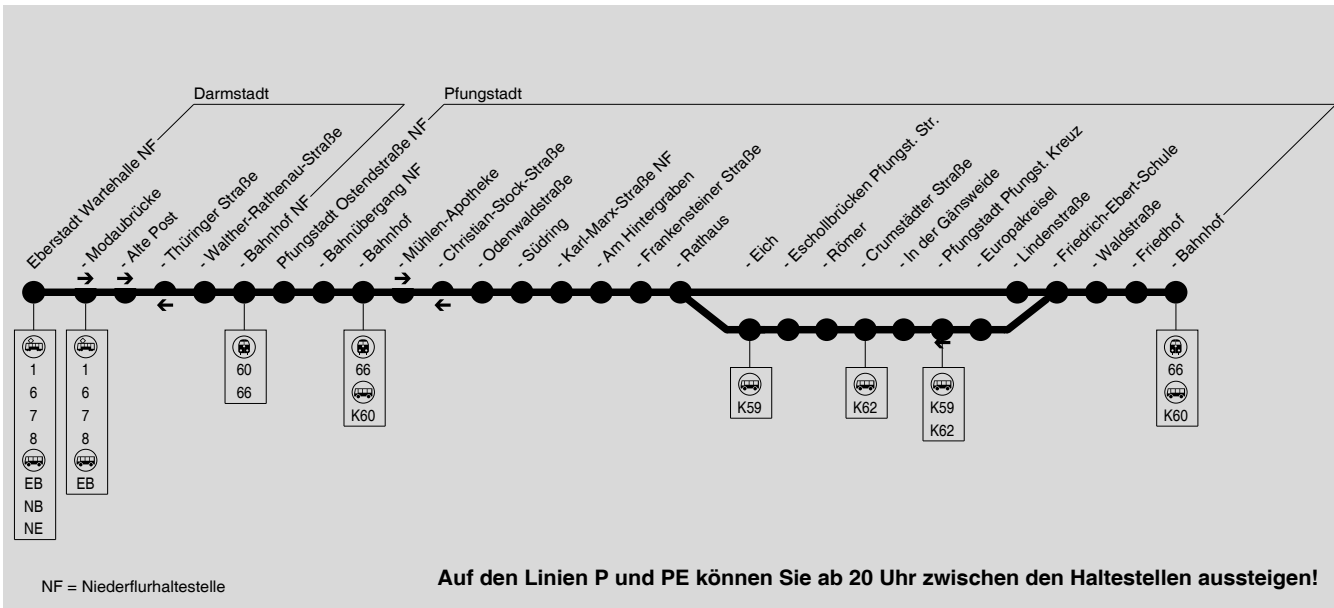 Darmstadt
Pfungstadt
Eberstadt Wartehalle NF
- Modaubrücke
- Alte Post
- Thüringer Straße
- Walther-Rathenau-Straße
- Bahnhof NF
Pfungstadt Ostendstraße NF
- Bahnübergang NF
- Bahnhof
- Mühlen-Apotheke
- Christian-Stock-Straße
- Odenwaldstraße
- Südring
- Karl-Marx-Straße NF
- Am Hintergraben
- Frankensteiner Straße
- Rathaus
- Eich
- Eschollbrücken Pfungst. Str.
- Römer
- Crumstädter Straße
- In der Gänsweide
- Pfungstadt Pfungst. Kreuz
- Europakreisel
- Lindenstraße
- Friedrich-Ebert-Schule
- Waldstraße
- Friedhof
- Bahnhof
1
6
7
8
EB
NB
NE
1
6
7
8
EB
60
66
66
K60
K59
K62
K59
K62
66
K60
NF = Niederflurhaltestelle
Auf den Linien P und PE können Sie ab 20 Uhr zwischen den Haltestellen aussteigen!